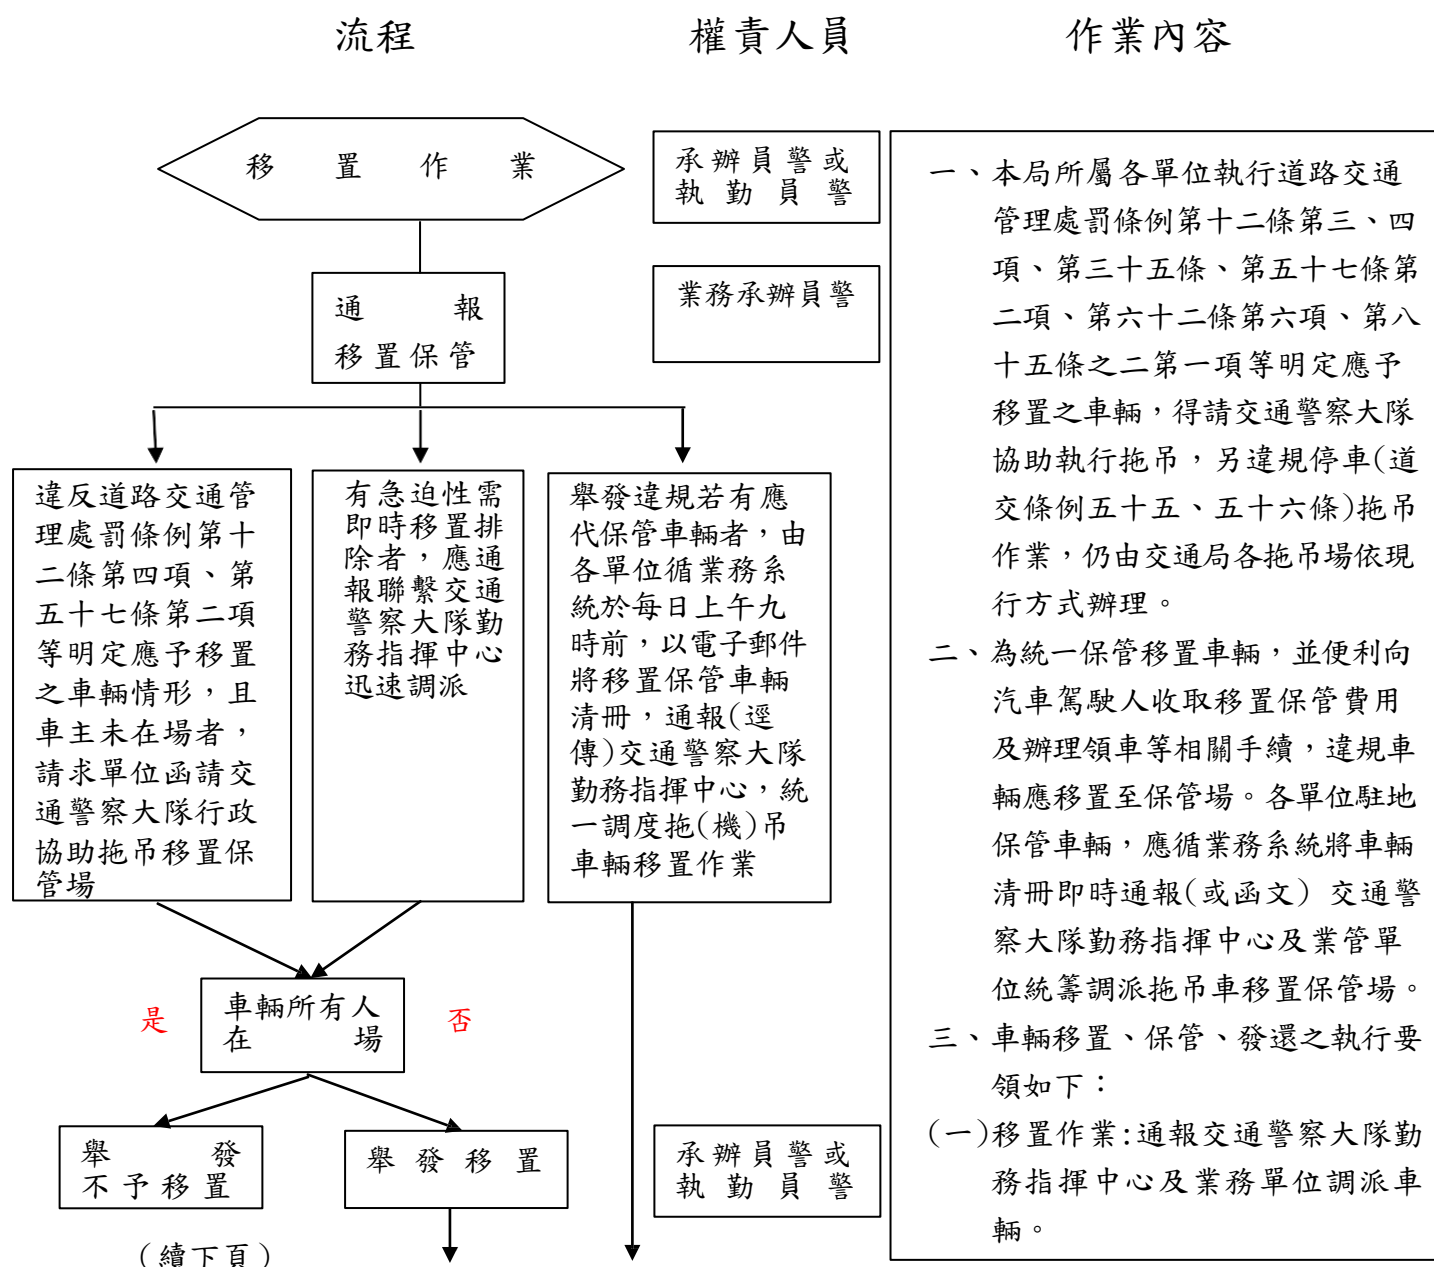 流程
權責人員
作業內容
移置作業
承辦員警或
執勤員警
通報
移置保管
業務承辦員警
違反道路交通管
理處罰條例第十
二條第四項、第
五十七條第二項
等明定應予移置
之車輛情形，且
車主未在場者，
請求單位函請交
通警察大隊行政
協助拖吊移置保
管場
有急迫性需
即時移置排
除者，應通
報聯繫交通
警察大隊勤
務指揮中心
迅速調派
舉發違規若有應
代保管車輛者，由
各單位循業務系
統於每日上午九
時前，以電子郵件
將移置保管車輛
清冊，通報(逕
傳)交通警察大隊
勤務指揮中心，統
一調度拖(機)吊
車輛移置作業
是
車輛所有人
在場
否
舉發
不予移置
舉發移置
承辦員警或
執勤員警
(續下頁)
一、本局所屬各單位執行道路交通
管理處罰條例第十二條第三、四
項、第三十五條、第五十七條第
二項、第六十二條第六項、第八
十五條之二第一項等明定應予
移置之車輛，得請交通警察大隊
協助執行拖吊，另違規停車(道
交條例五十五、五十六條)拖吊
作業，仍由交通局各拖吊場依現
行方式辦理。
二、為統一保管移置車輛，並便利向
汽車駕駛人收取移置保管費用
及辦理領車等相關手續，違規車
輛應移置至保管場。各單位駐地
保管車輛，應循業務系統將車輛
清冊即時通報(或函文) 交通警
察大隊勤務指揮中心及業管單
位統籌調派拖吊車移置保管場。
三、車輛移置、保管、發還之執行要
領如下：
(一)移置作業:通報交通警察大隊勤
務指揮中心及業務單位調派車
輛。